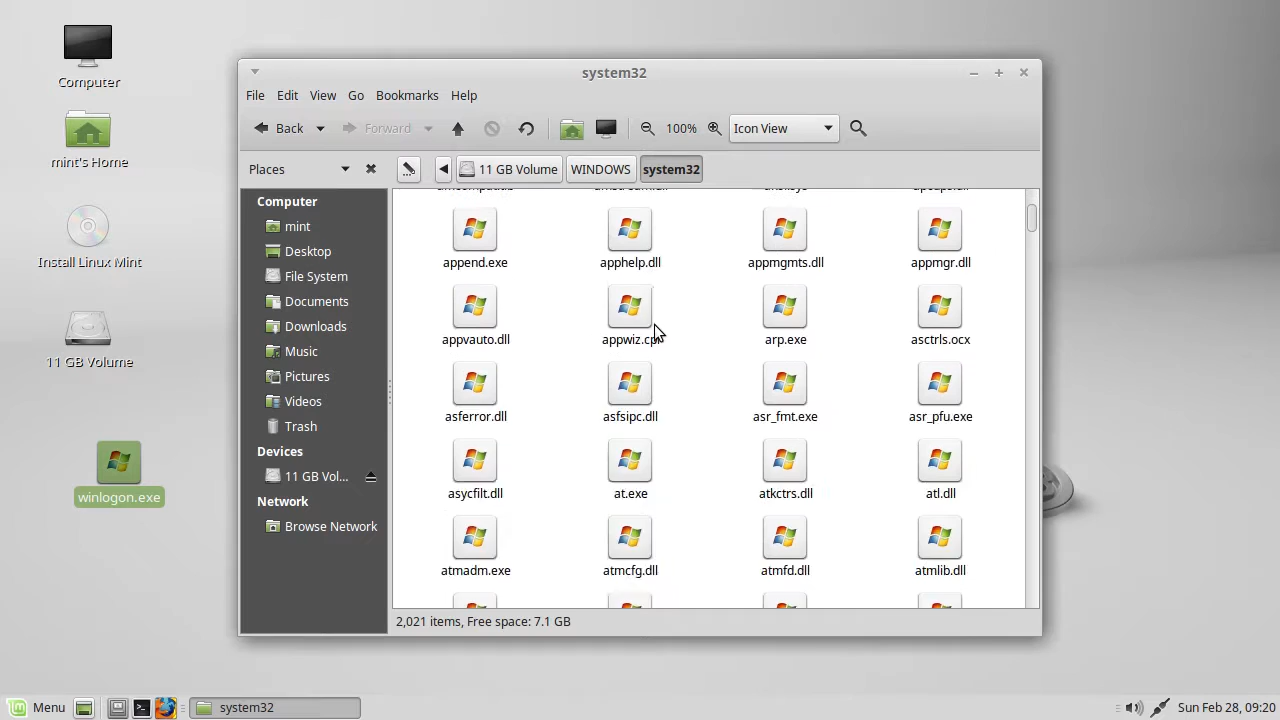 Computer
mint's Home
Install Linux Mint
11 GB Volume
winlogon.exe
system32
File Edit View Go Bookmarks Help
Back Forward 100% Icon View
Places 11 GB Volume WINDOWS system32
Computer
mint
Desktop
File System
Documents
Downloads
Music
Pictures
Videos
Trash
Devices
11 GB Vol...
Network
Browse Network
append.exe apphelp.dll appmgmts.dll appmgr.dll
appvauto.dll appwiz.cpl arp.exe asctrls.ocx
asferror.dll asfsipc.dll asr_fmt.exe asr_pfu.exe
asycfilt.dll at.exe atkctrs.dll atl.dll
atmadm.exe atmcfg.dll atmfd.dll atmlib.dll
2,021 items, Free space: 7.1 GB
Menu system32 Sun Feb 28, 09:20